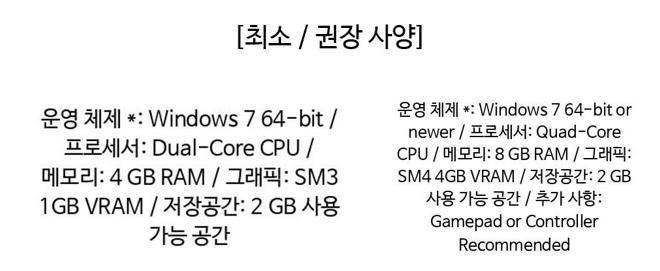 [최소 / 권장 사양]
운영 체제 *: Windows 7 64-bit /
프로세서: Dual-Core CPU /
메모리: 4 GB RAM / 그래픽: SM3
1GB VRAM / 저장공간: 2 GB 사용
가능 공간
운영 체제 *: Windows 7 64-bit or
newer / 프로세서: Quad-Core
CPU / 메모리: 8 GB RAM / 그래픽:
SM4 4GB VRAM / 저장공간: 2 GB
사용 가능 공간 / 추가 사항:
Gamepad or Controller
Recommended